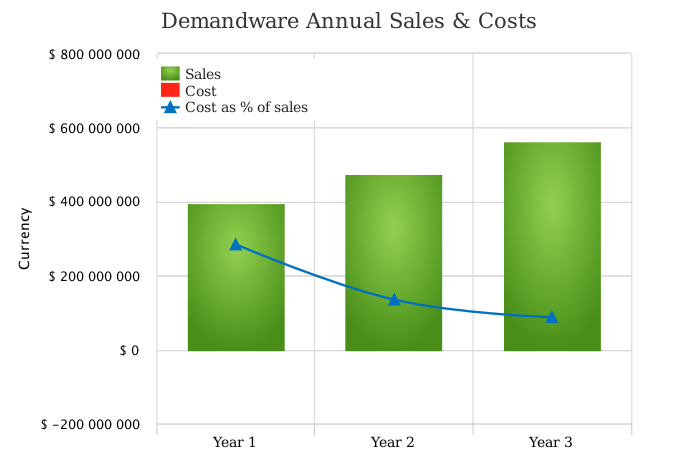 Demandware Annual Sales & Costs
$ 800 000 000
Sales
Cost
Cost as % of sales
$ 600 000 000
$ 400 000 000
Currency
$ 200 000 000
$ 0
$ −200 000 000
Year 1 Year 2 Year 3